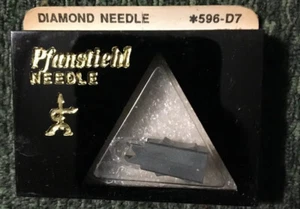 DIAMOND NEEDLE *596-D7
Pfanstiehl
NEEDLE